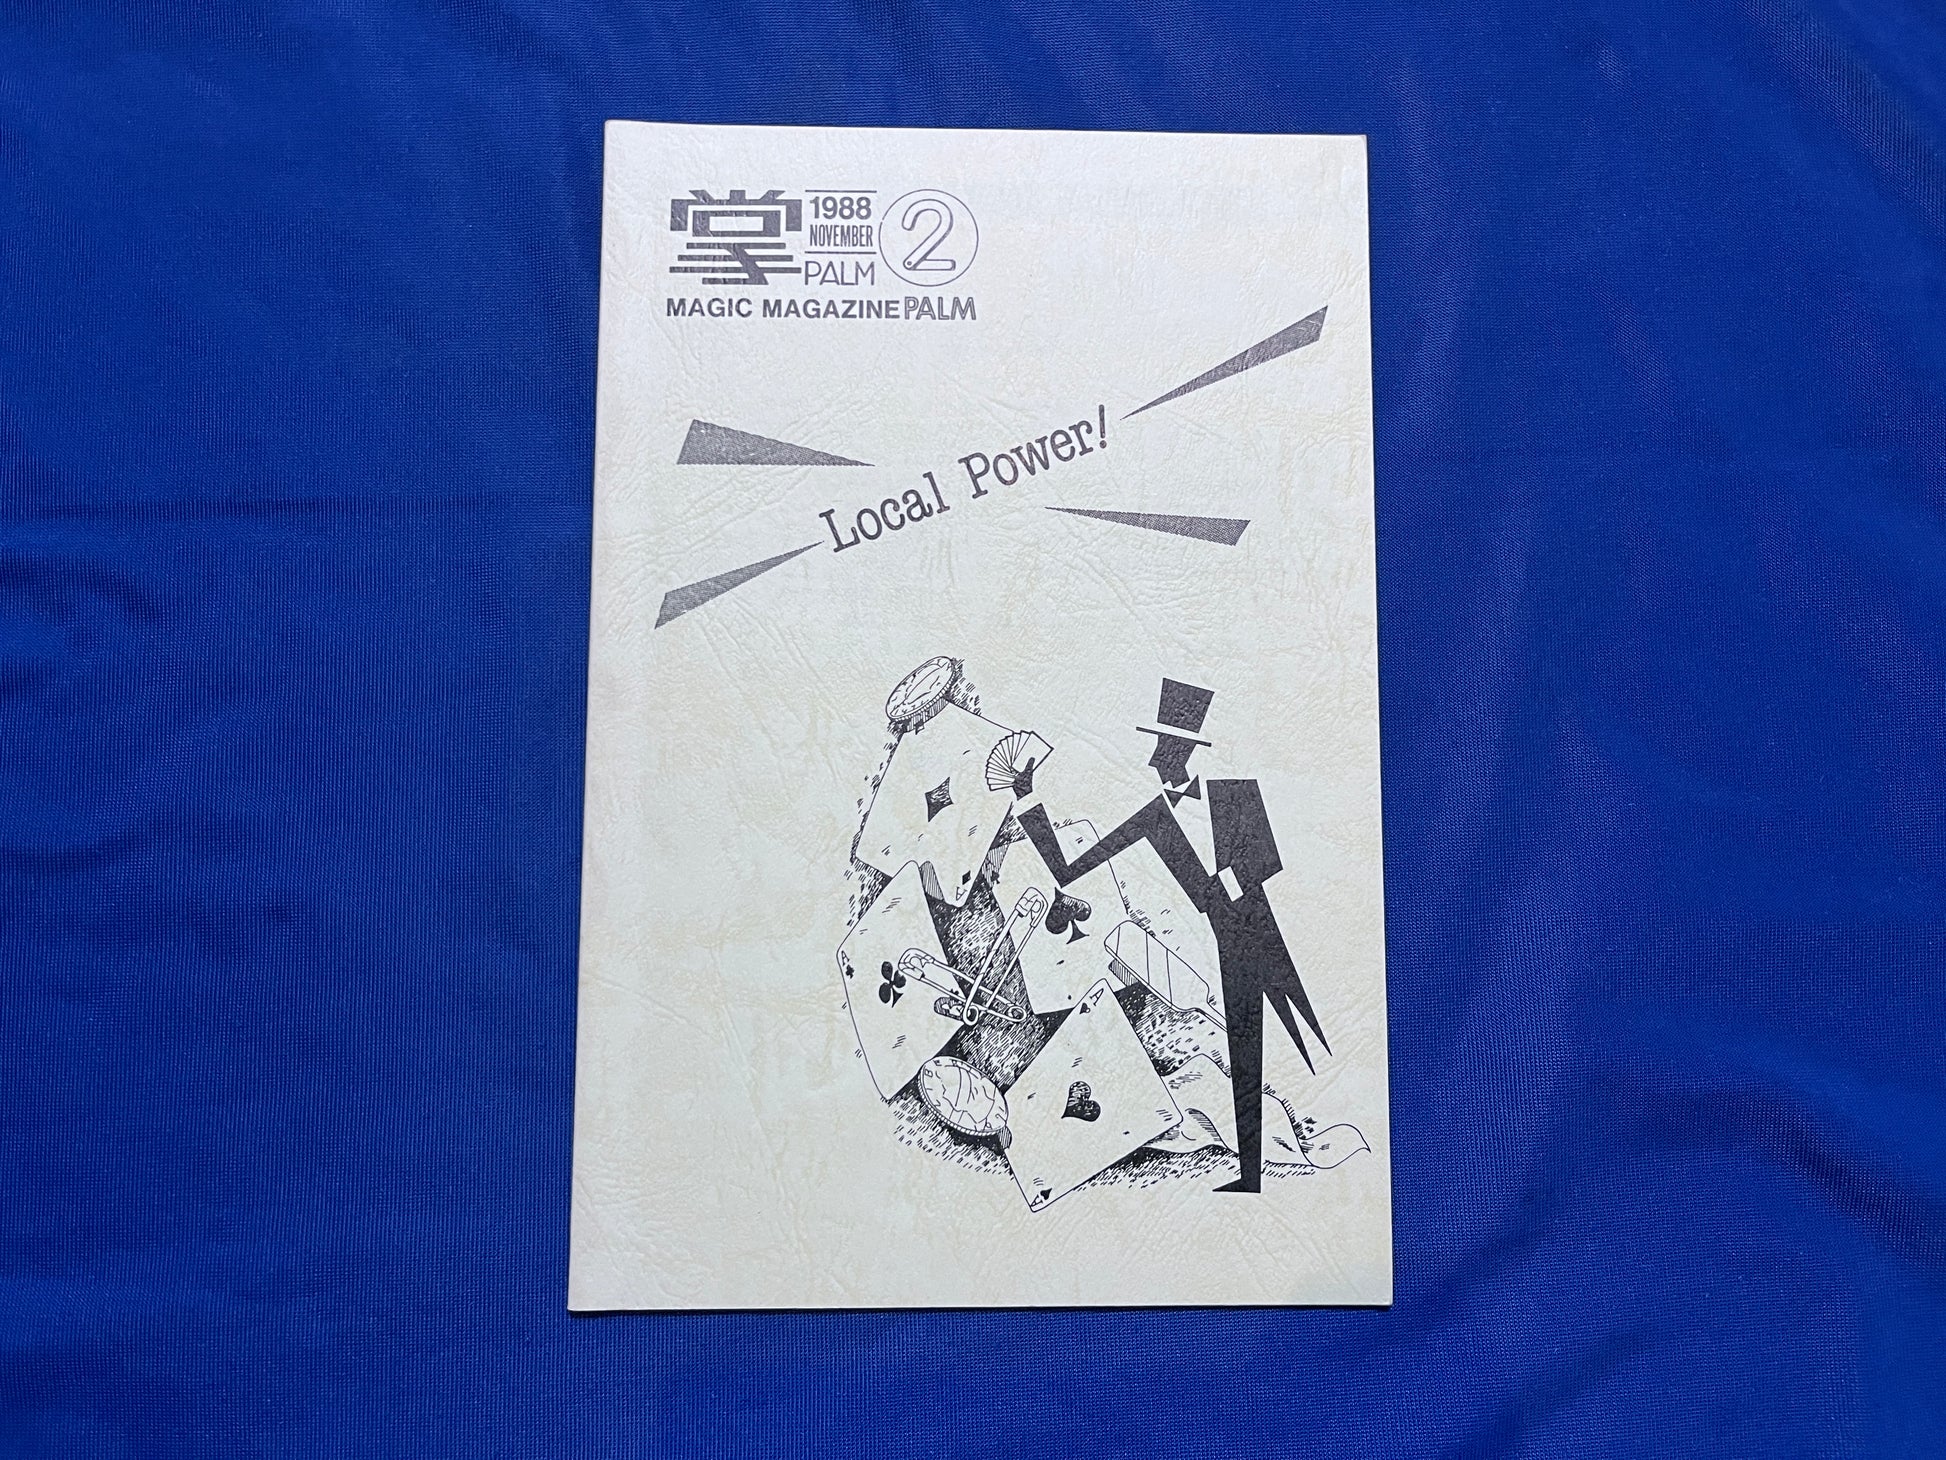 掌 1988
NOVEMBER
PALM
2
MAGIC MAGAZINE PALM
Local Power!
A
A
A
A